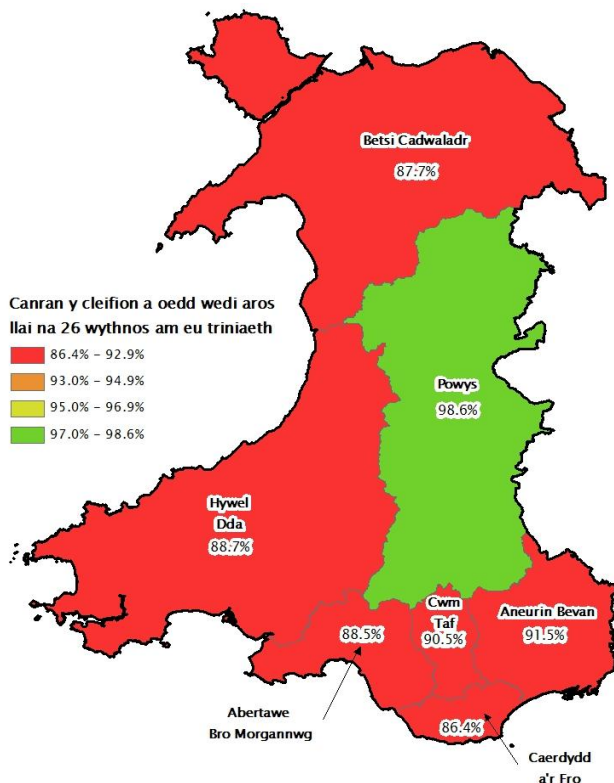 Betsi Cadwaladr
87.7%
Canran y cleifion a oedd wedi aros
llai na 26 wythnos am eu triniaeth
86.4% - 92.9%
93.0% - 94.9%
95.0% - 96.9%
97.0% - 98.6%
Powys
98.6%
Hywel
Dda
88.7%
Cwm
Taf
90.5%
Aneurin Bevan
91.5%
88.5%
Abertawe
Bro Morgannwg
86.4%
Caerdydd
a'r Fro